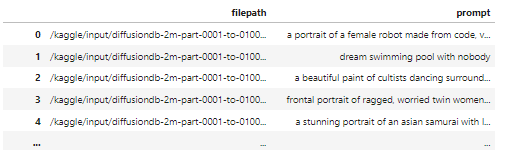 filepath prompt
0 /kaggle/input/diffusiondb-2m-part-0001-to-0100... a portrait of a female robot made from code, v...
1 /kaggle/input/diffusiondb-2m-part-0001-to-0100... dream swimming pool with nobody
2 /kaggle/input/diffusiondb-2m-part-0001-to-0100... a beautiful paint of cultists dancing surround...
3 /kaggle/input/diffusiondb-2m-part-0001-to-0100... frontal portrait of ragged, worried twin women...
4 /kaggle/input/diffusiondb-2m-part-0001-to-0100... a stunning portrait of an asian samurai with l...
... ... ...